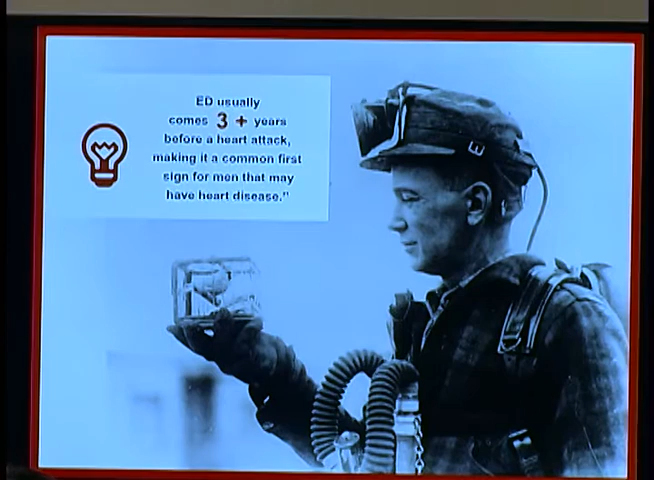 ED usually
comes 3 + years
before a heart attack,
making it a common first
sign for men that may
have heart disease."